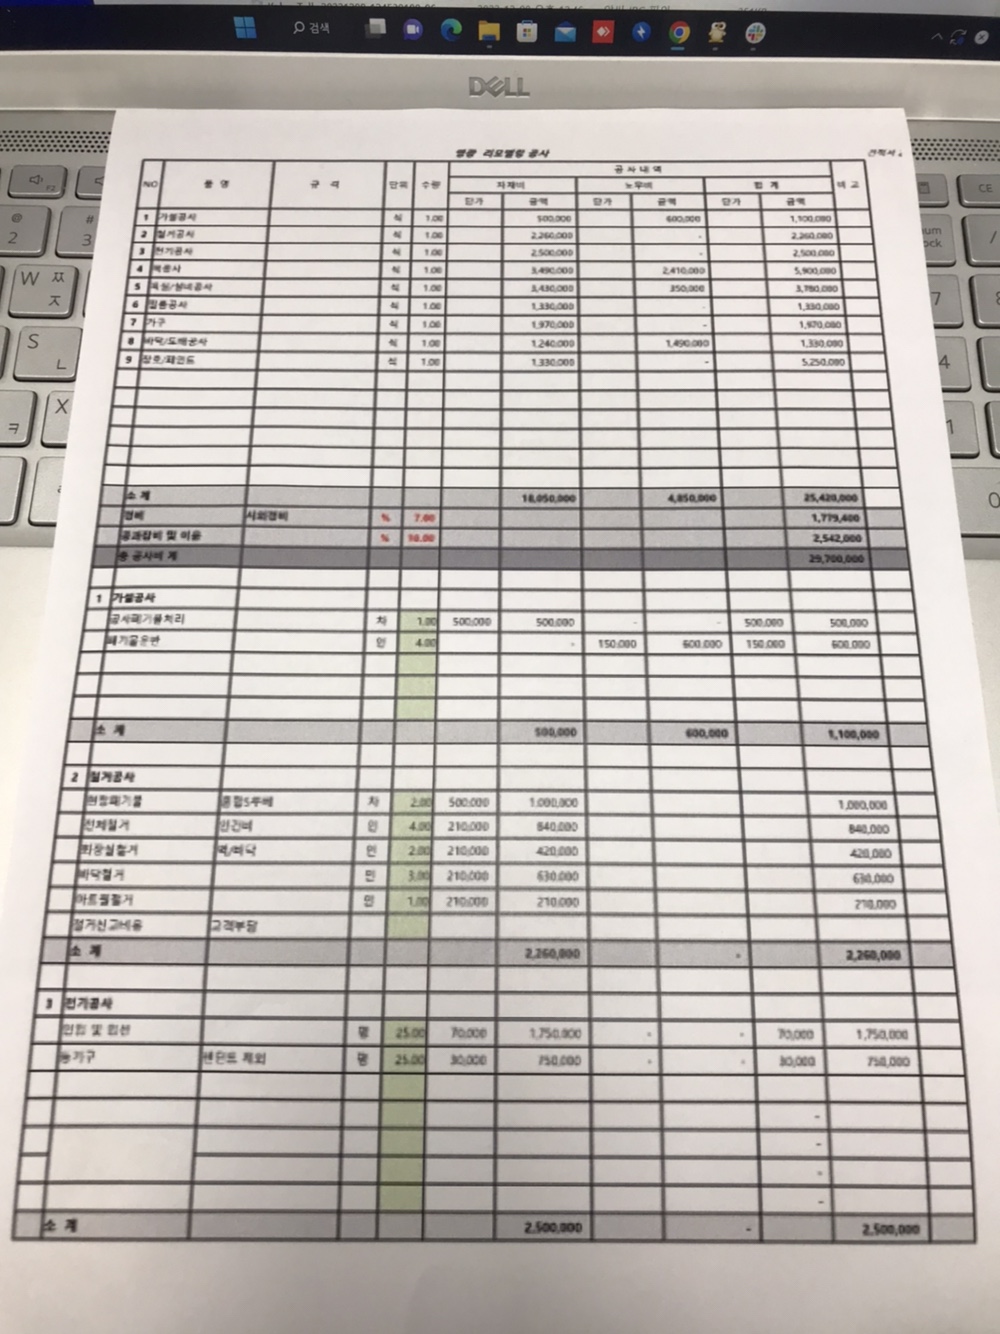 검색
DELL
리모델링 공사
견적서
NO 품 명 규 격 단위 수량 공 사 내 역 비 고
자재비 노무비 합 계
단가 금액 단가 금액 단가 금액
1 가설공사 식 1.00 500,000 600,000 1,100,000
2 철거공사 식 1.00 2,260,000 - 2,260,000
3 전기공사 식 1.00 2,500,000 - 2,500,000
4 목공사 식 1.00 3,490,000 2,410,000 5,900,000
5 욕실/설비공사 식 1.00 3,430,000 350,000 3,780,000
6 필름공사 식 1.00 1,330,000 - 1,330,000
7 가구 식 1.00 1,970,000 - 1,970,000
8 바닥/도배공사 식 1.00 1,240,000 1,490,000 1,330,000
9 창호/페인트 식 1.00 1,330,000 - 5,250,000
소 계 18,050,000 4,850,000 25,420,000
경비 % 7.00 1,779,400
공과잡비 및 이윤 % 10.00 2,542,000
총 공사비 계 29,700,000
1 가설공사
공사폐기물처리 차 1.00 500,000 500,000 - - 500,000 500,000
폐기물운반 인 4.00 - 150,000 600,000 150,000 600,000
소 계 500,000 600,000 1,100,000
2 철거공사
현장폐기물 혼합5루베 차 2.00 500,000 1,000,000 1,000,000
전체철거 인건비 인 4.00 210,000 840,000 840,000
화장실철거 벽/바닥 인 2.00 210,000 420,000 420,000
바닥철거 인 3.00 210,000 630,000 630,000
아트월철거 인 1.00 210,000 210,000 210,000
철거신고비용 고객부담
소 계 2,260,000 - 2,260,000
3 전기공사
인입 및 입선 평 25.00 70,000 1,750,000 - - 70,000 1,750,000
등기구 펜던트 제외 평 25.00 30,000 750,000 - - 30,000 750,000
-
-
-
-
소 계 2,500,000 - 2,500,000